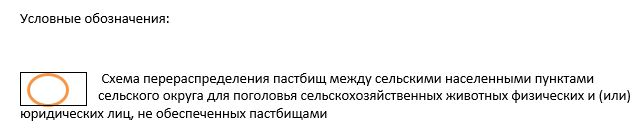 Условные обозначения:
Схема перераспределения пастбищ между сельскими населенными пунктами
сельского округа для поголовья сельскохозяйственных животных физических и (или)
юридических лиц, не обеспеченных пастбищами